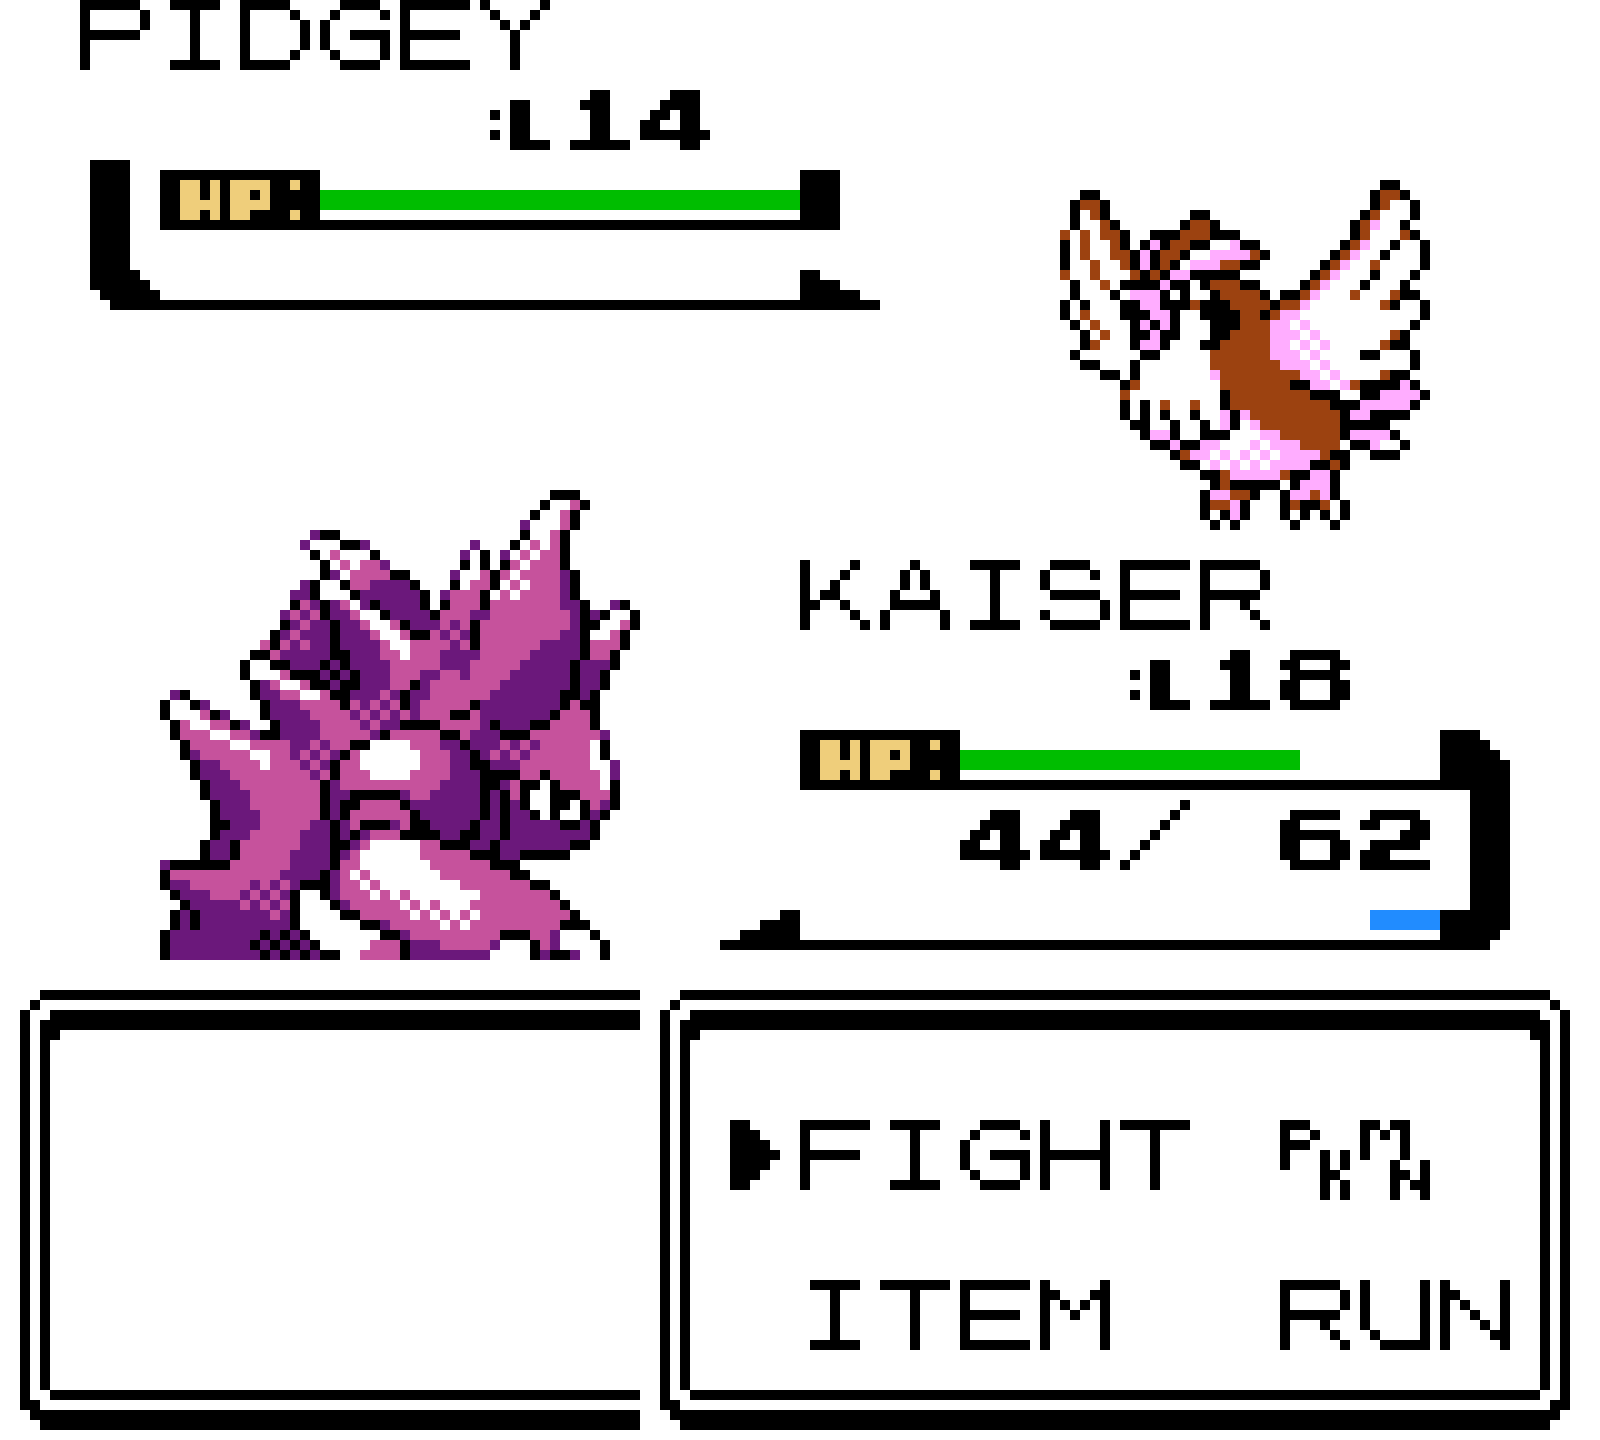 PIDGEY
:L14
HP:
KAISER
:L18
HP:
44/ 62
▶FIGHT PKMN
ITEM RUN